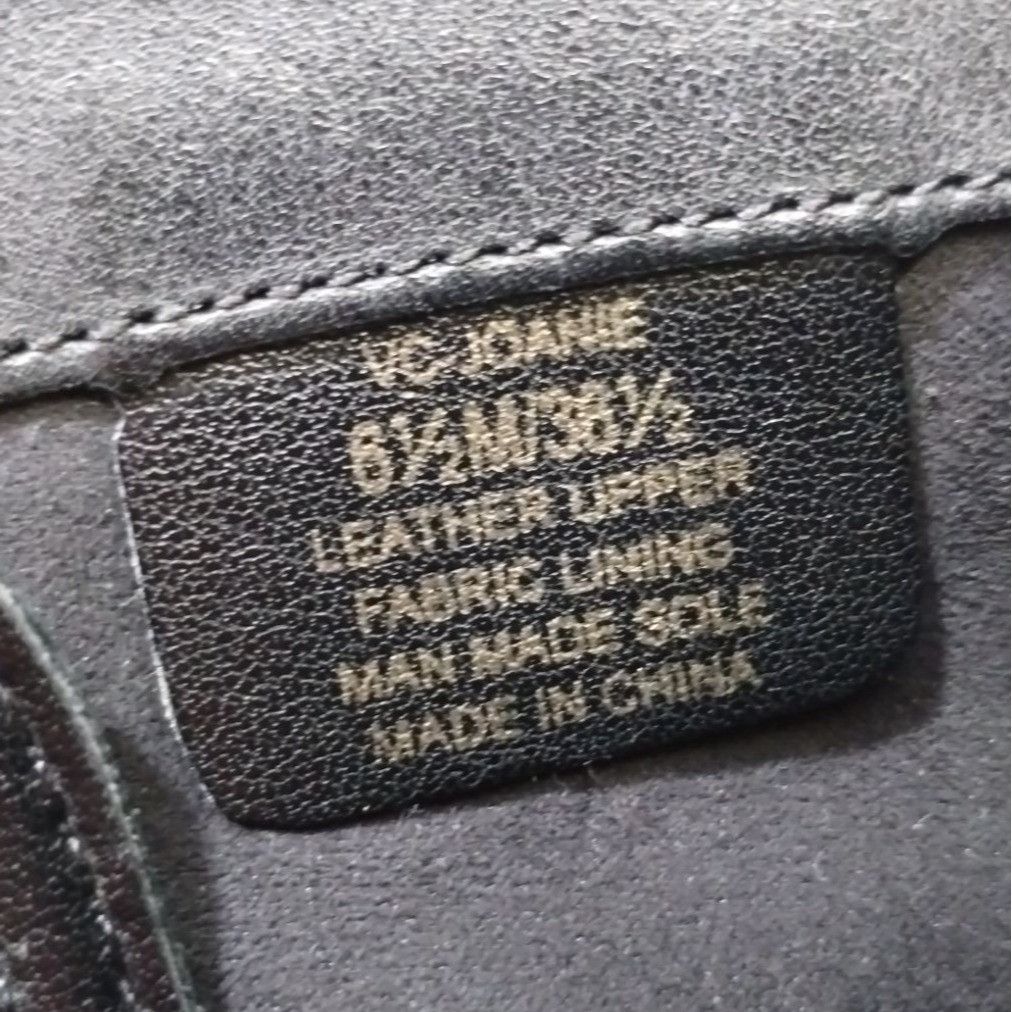 VC-JOANIE
6½M/36½
LEATHER UPPER
FABRIC LINING
MAN MADE SOLE
MADE IN CHINA